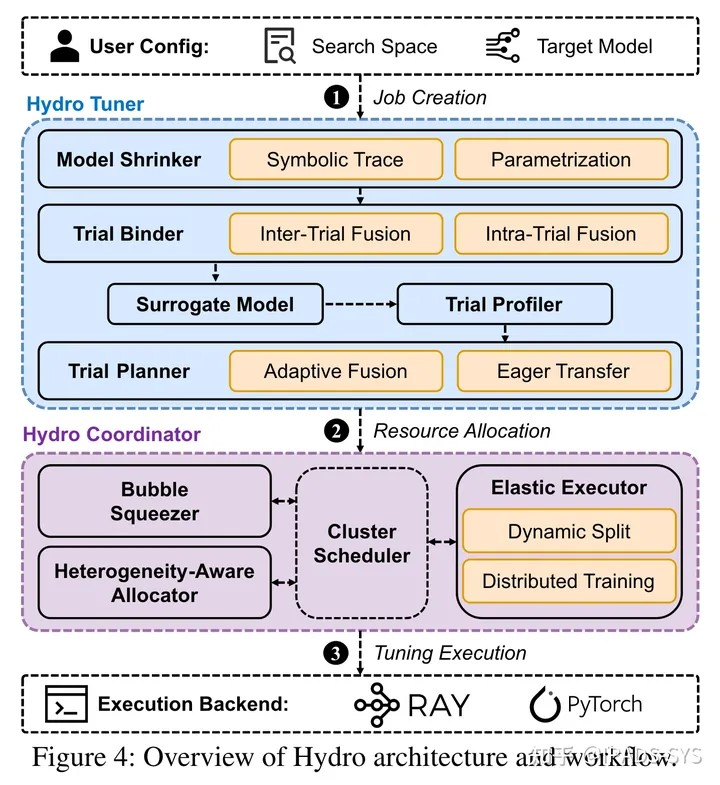 User Config: Search Space Target Model
1 Job Creation
Hydro Tuner
Model Shrinker Symbolic Trace Parametrization
Trial Binder Inter-Trial Fusion Intra-Trial Fusion
Surrogate Model Trial Profiler
Trial Planner Adaptive Fusion Eager Transfer
2 Resource Allocation
Hydro Coordinator
Bubble
Squeezer
Heterogeneity-Aware
Allocator
Cluster
Scheduler
Elastic Executor
Dynamic Split
Distributed Training
3 Tuning Execution
Execution Backend: RAY PyTorch
Figure 4: Overview of Hydro architecture and workflow.